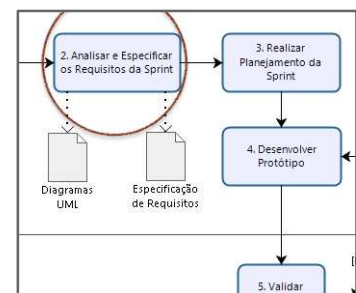 2. Analisar e Especificar
os Requisitos da Sprint
3. Realizar
Planejamento da
Sprint
4. Desenvolver
Protótipo
Diagramas
UML
Especificação
de Requisitos
5. Validar